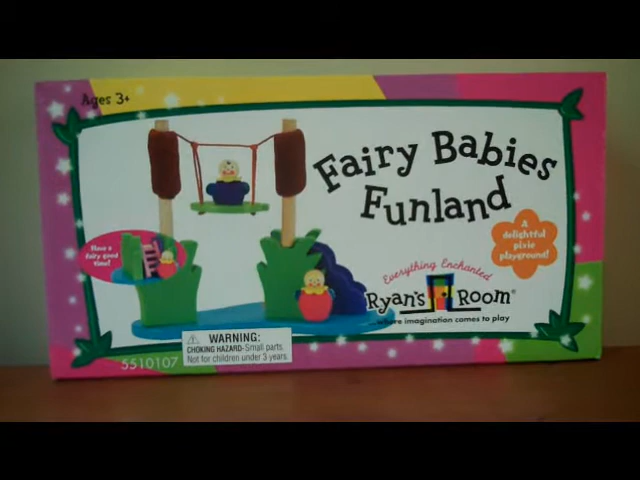 Ages 3+
Fairy Babies
Funland
A
delightful
pixie
playground!
Have a
fairy good
time!
Everything Enchanted
Ryan's Room®
...where imagination comes to play
5510107
WARNING:
CHOKING HAZARD-Small parts.
Not for children under 3 years.